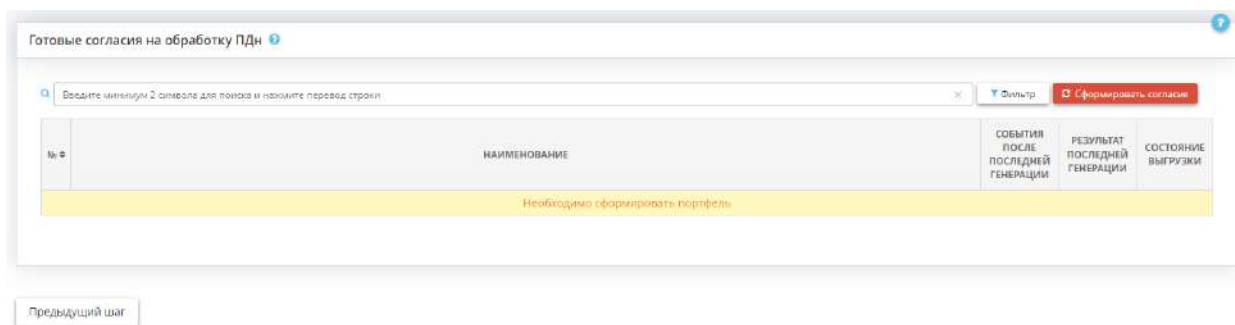 Готовые согласия на обработку ПДн ?
?
Введите минимум 2 символа для поиска и нажмите перевод строки ×
Фильтр
Сформировать согласие
№
НАИМЕНОВАНИЕ
СОБЫТИЯ
ПОСЛЕ
ПОСЛЕДНЕЙ
ГЕНЕРАЦИИ
РЕЗУЛЬТАТ
ПОСЛЕДНЕЙ
ГЕНЕРАЦИИ
СОСТОЯНИЕ
ВЫГРУЗКИ
Необходимо сформировать портфель
Предыдущий шаг